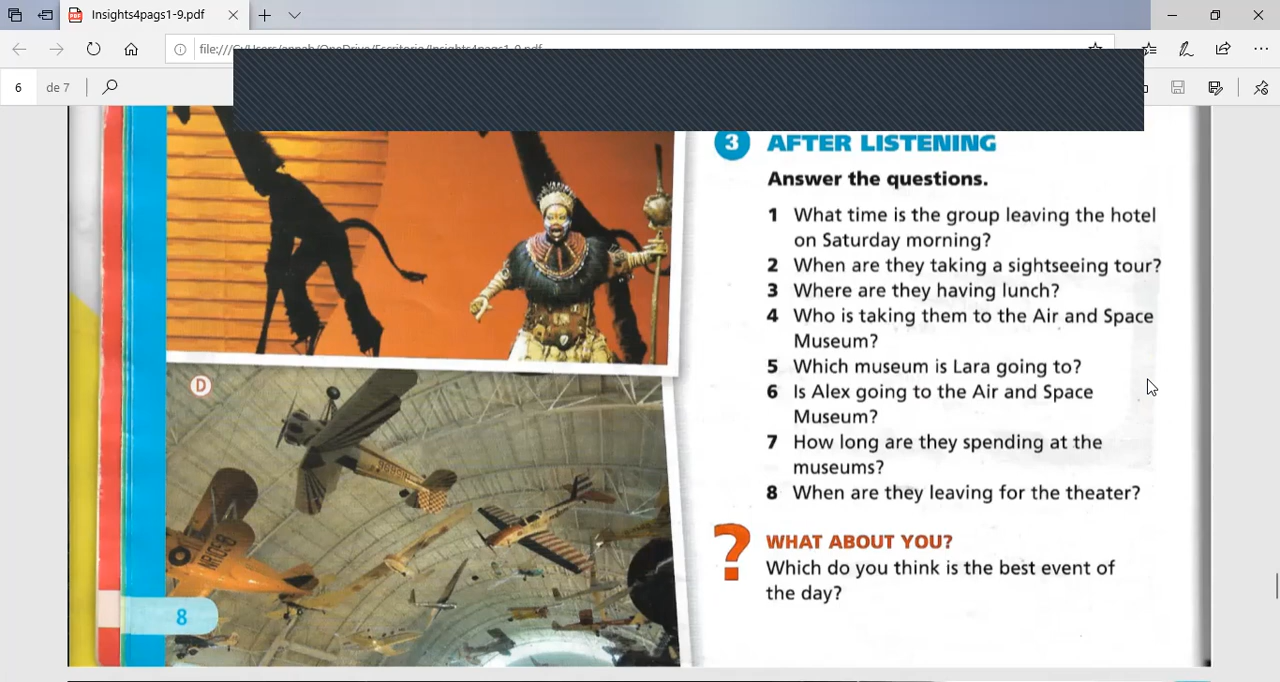 Insights4pags1-9.pdf
6 de 7
3 AFTER LISTENING
Answer the questions.
1 What time is the group leaving the hotel
on Saturday morning?
2 When are they taking a sightseeing tour?
3 Where are they having lunch?
4 Who is taking them to the Air and Space
Museum?
5 Which museum is Lara going to?
6 Is Alex going to the Air and Space
Museum?
7 How long are they spending at the
museums?
8 When are they leaving for the theater?
? WHAT ABOUT YOU?
Which do you think is the best event of
the day?
D
8